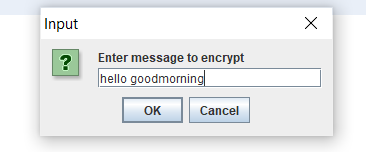 Input
Enter message to encrypt
hello goodmorning
OK Cancel